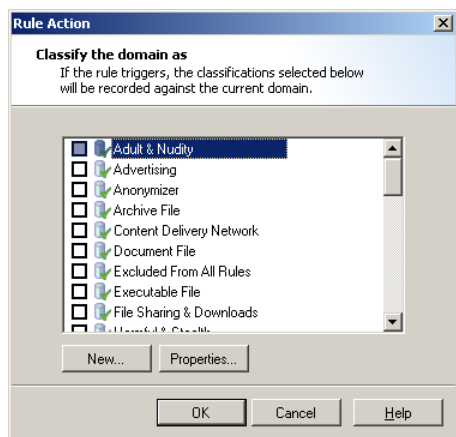 Rule Action
Classify the domain as
If the rule triggers, the classifications selected below
will be recorded against the current domain.
Adult & Nudity
Advertising
Anonymizer
Archive File
Content Delivery Network
Document File
Excluded From All Rules
Executable File
File Sharing & Downloads
Harmful & Stealth
New...
Properties...
OK
Cancel
Help